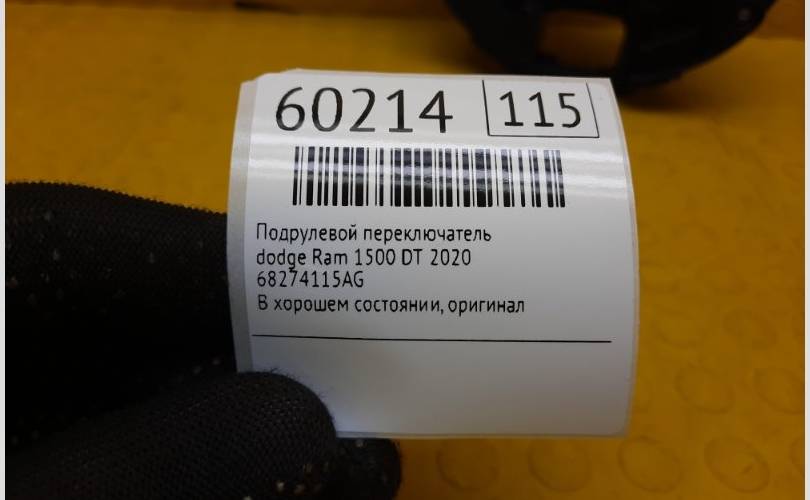 60214 115
Подрулевой переключатель
dodge Ram 1500 DT 2020
68274115AG
В хорошем состоянии, оригинал